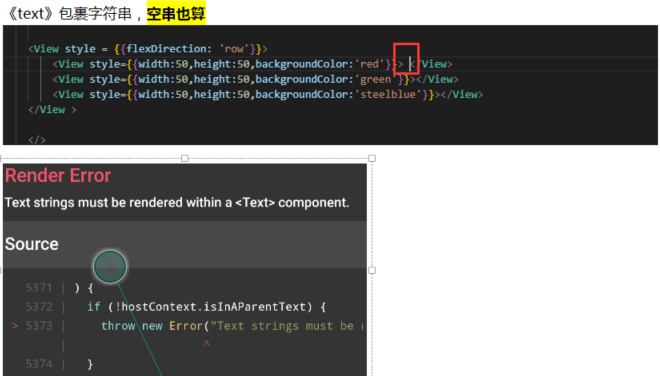 《text》包裹字符串，空串也算
<View style = {{flexDirection: 'row'}}>
<View style={{width:50,height:50,backgroundColor:'red'}}> </View>
<View style={{width:50,height:50,backgroundColor:'green'}}></View>
<View style={{width:50,height:50,backgroundColor:'steelblue'}}></View>
</View >
</>
Render Error
Text strings must be rendered within a <Text> component.
Source
5371 | ) {
5372 | if (!hostContext.isInAParentText) {
> 5373 | throw new Error("Text strings must be
| ^
5374 | }